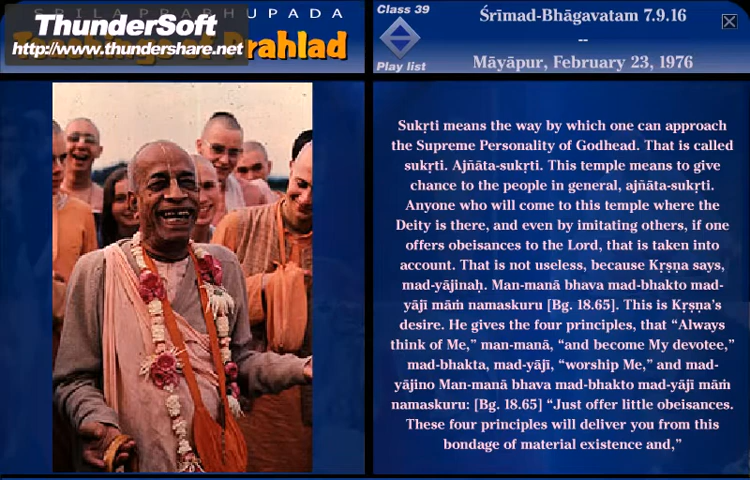 SRILA PRABHUPADA
ThunderSoft
http://www.thundershare.net
Prahlad
Class 39
Play list
Śrīmad-Bhāgavatam 7.9.16
--
Māyāpur, February 23, 1976
Sukṛti means the way by which one can approach
the Supreme Personality of Godhead. That is called
sukṛti. Ajñāta-sukṛti. This temple means to give
chance to the people in general, ajñāta-sukṛti.
Anyone who will come to this temple where the
Deity is there, and even by imitating others, if one
offers obeisances to the Lord, that is taken into
account. That is not useless, because Kṛṣṇa says,
mad-yājinaḥ. Man-manā bhava mad-bhakto mad-
yājī māṁ namaskuru [Bg. 18.65]. This is Kṛṣṇa's
desire. He gives the four principles, that “Always
think of Me,” man-manā, “and become My devotee,”
mad-bhakta, mad-yājī, “worship Me,” and mad-
yājino Man-manā bhava mad-bhakto mad-yājī māṁ
namaskuru: [Bg. 18.65] “Just offer little obeisances.
These four principles will deliver you from this
bondage of material existence and,”